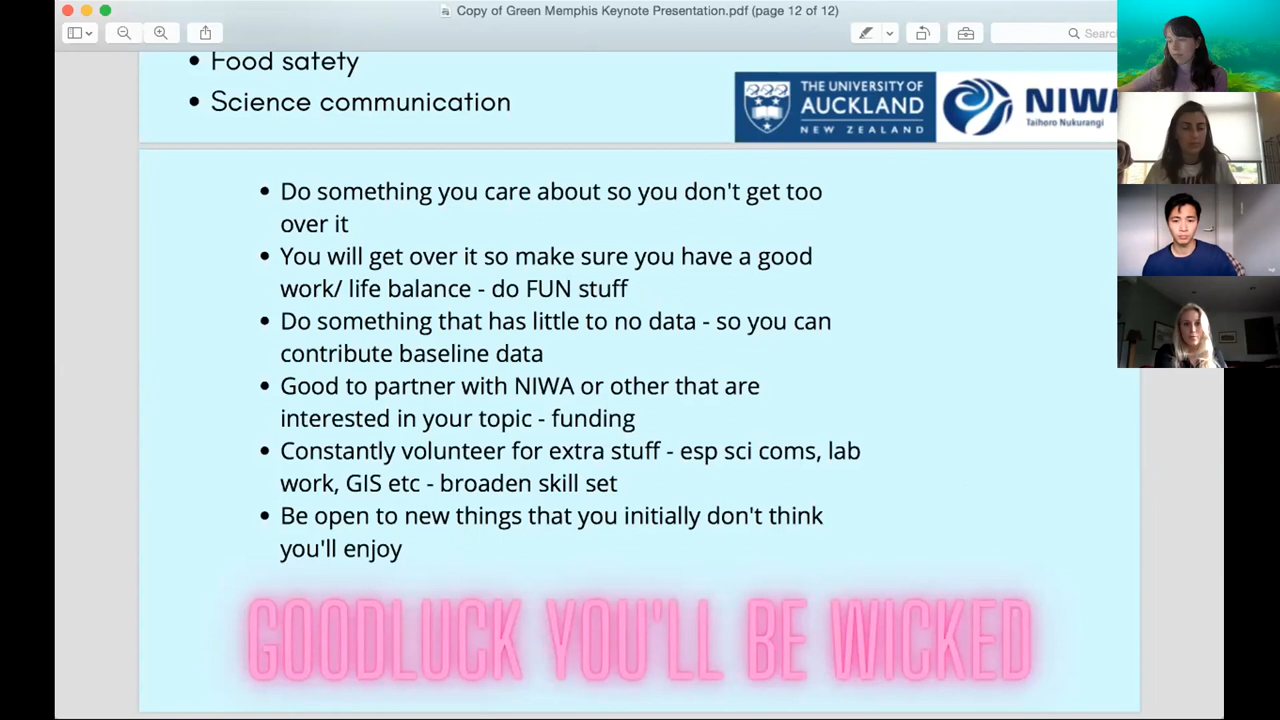 Copy of Green Memphis Keynote Presentation.pdf (page 12 of 12)
Search
• Food safety
• Science communication
THE UNIVERSITY OF
AUCKLAND
NEW ZEALAND
NIWA
Taihoro Nukurangi
• Do something you care about so you don't get too
over it
• You will get over it so make sure you have a good
work/ life balance - do FUN stuff
• Do something that has little to no data - so you can
contribute baseline data
• Good to partner with NIWA or other that are
interested in your topic - funding
• Constantly volunteer for extra stuff - esp sci coms, lab
work, GIS etc - broaden skill set
• Be open to new things that you initially don't think
you'll enjoy
GOODLUCK YOU'LL BE WICKED